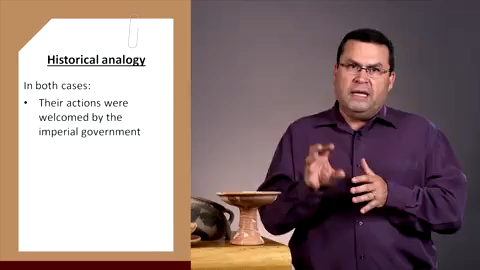 Historical analogy
In both cases:
• Their actions were
welcomed by the
imperial government